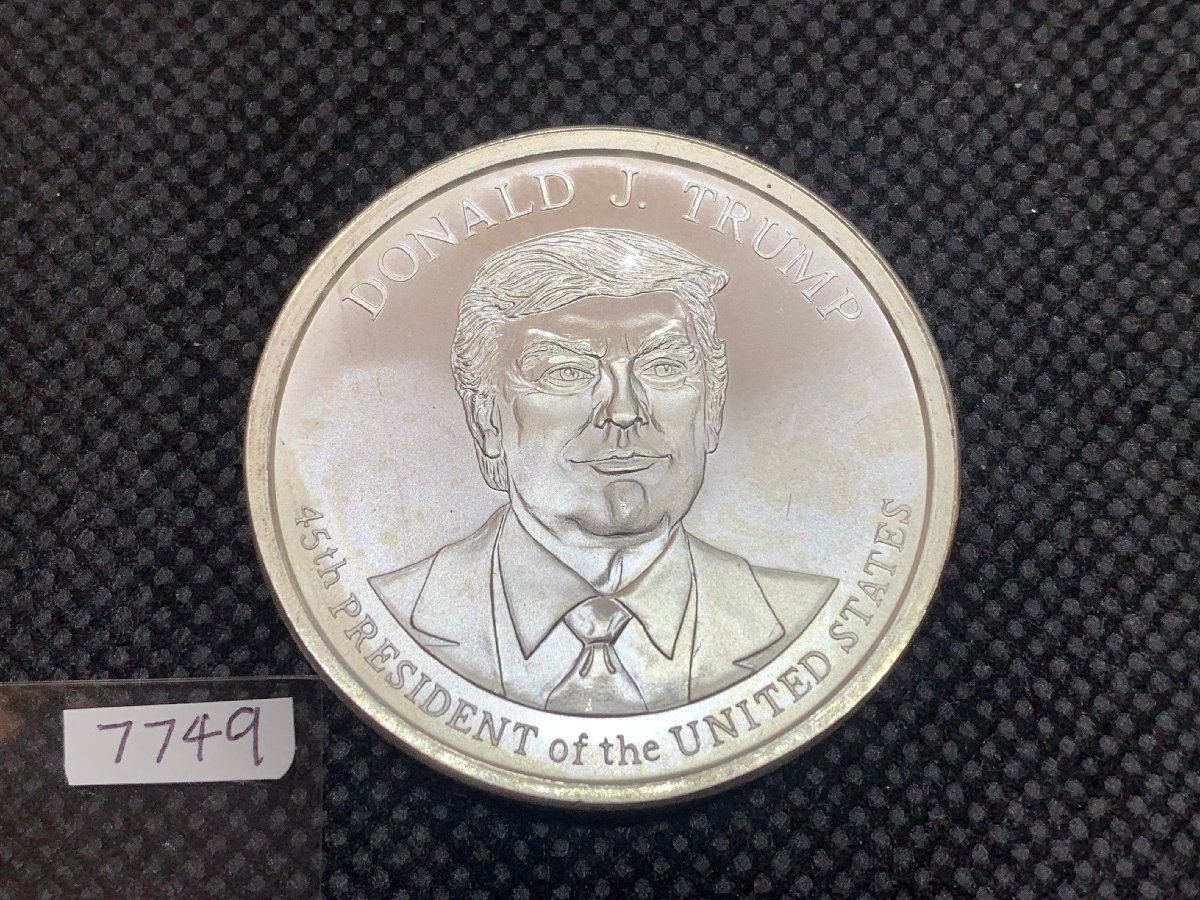 DONALD J. TRUMP
45th PRESIDENT of the UNITED STATES
7749